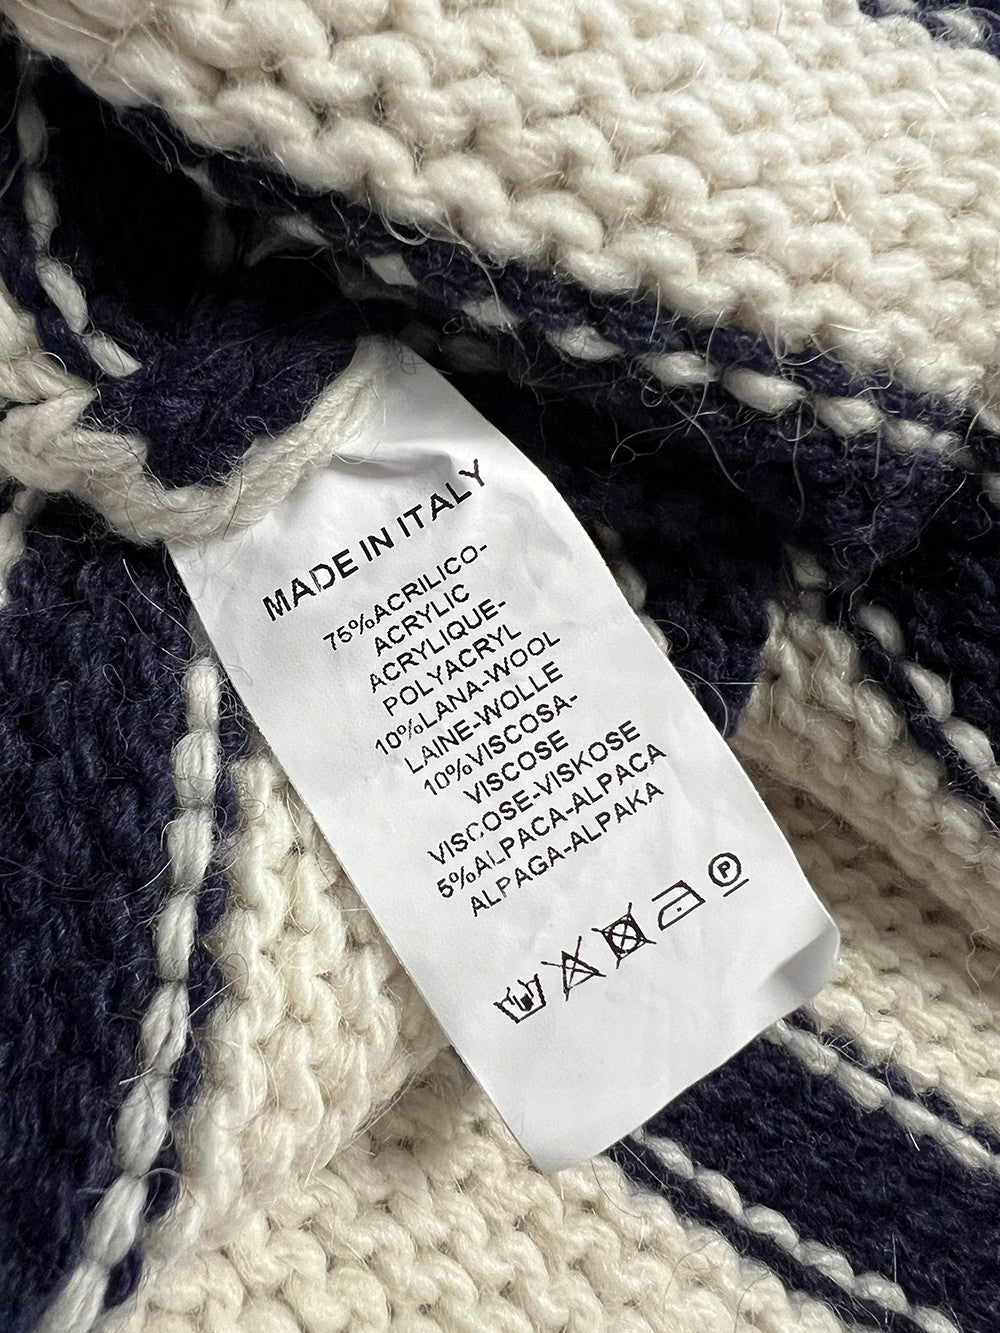 MADE IN ITALY
75%ACRILICO-
ACRYLIC
ACRYLIQUE-
POLYACRYL
10%LANA-WOOL
LAINE-WOLLE
10%VISCOSA-
VISCOSE
VISCOSE-VISKOSE
5%ALPACA-ALPACA
ALPAGA-ALPAKA
P